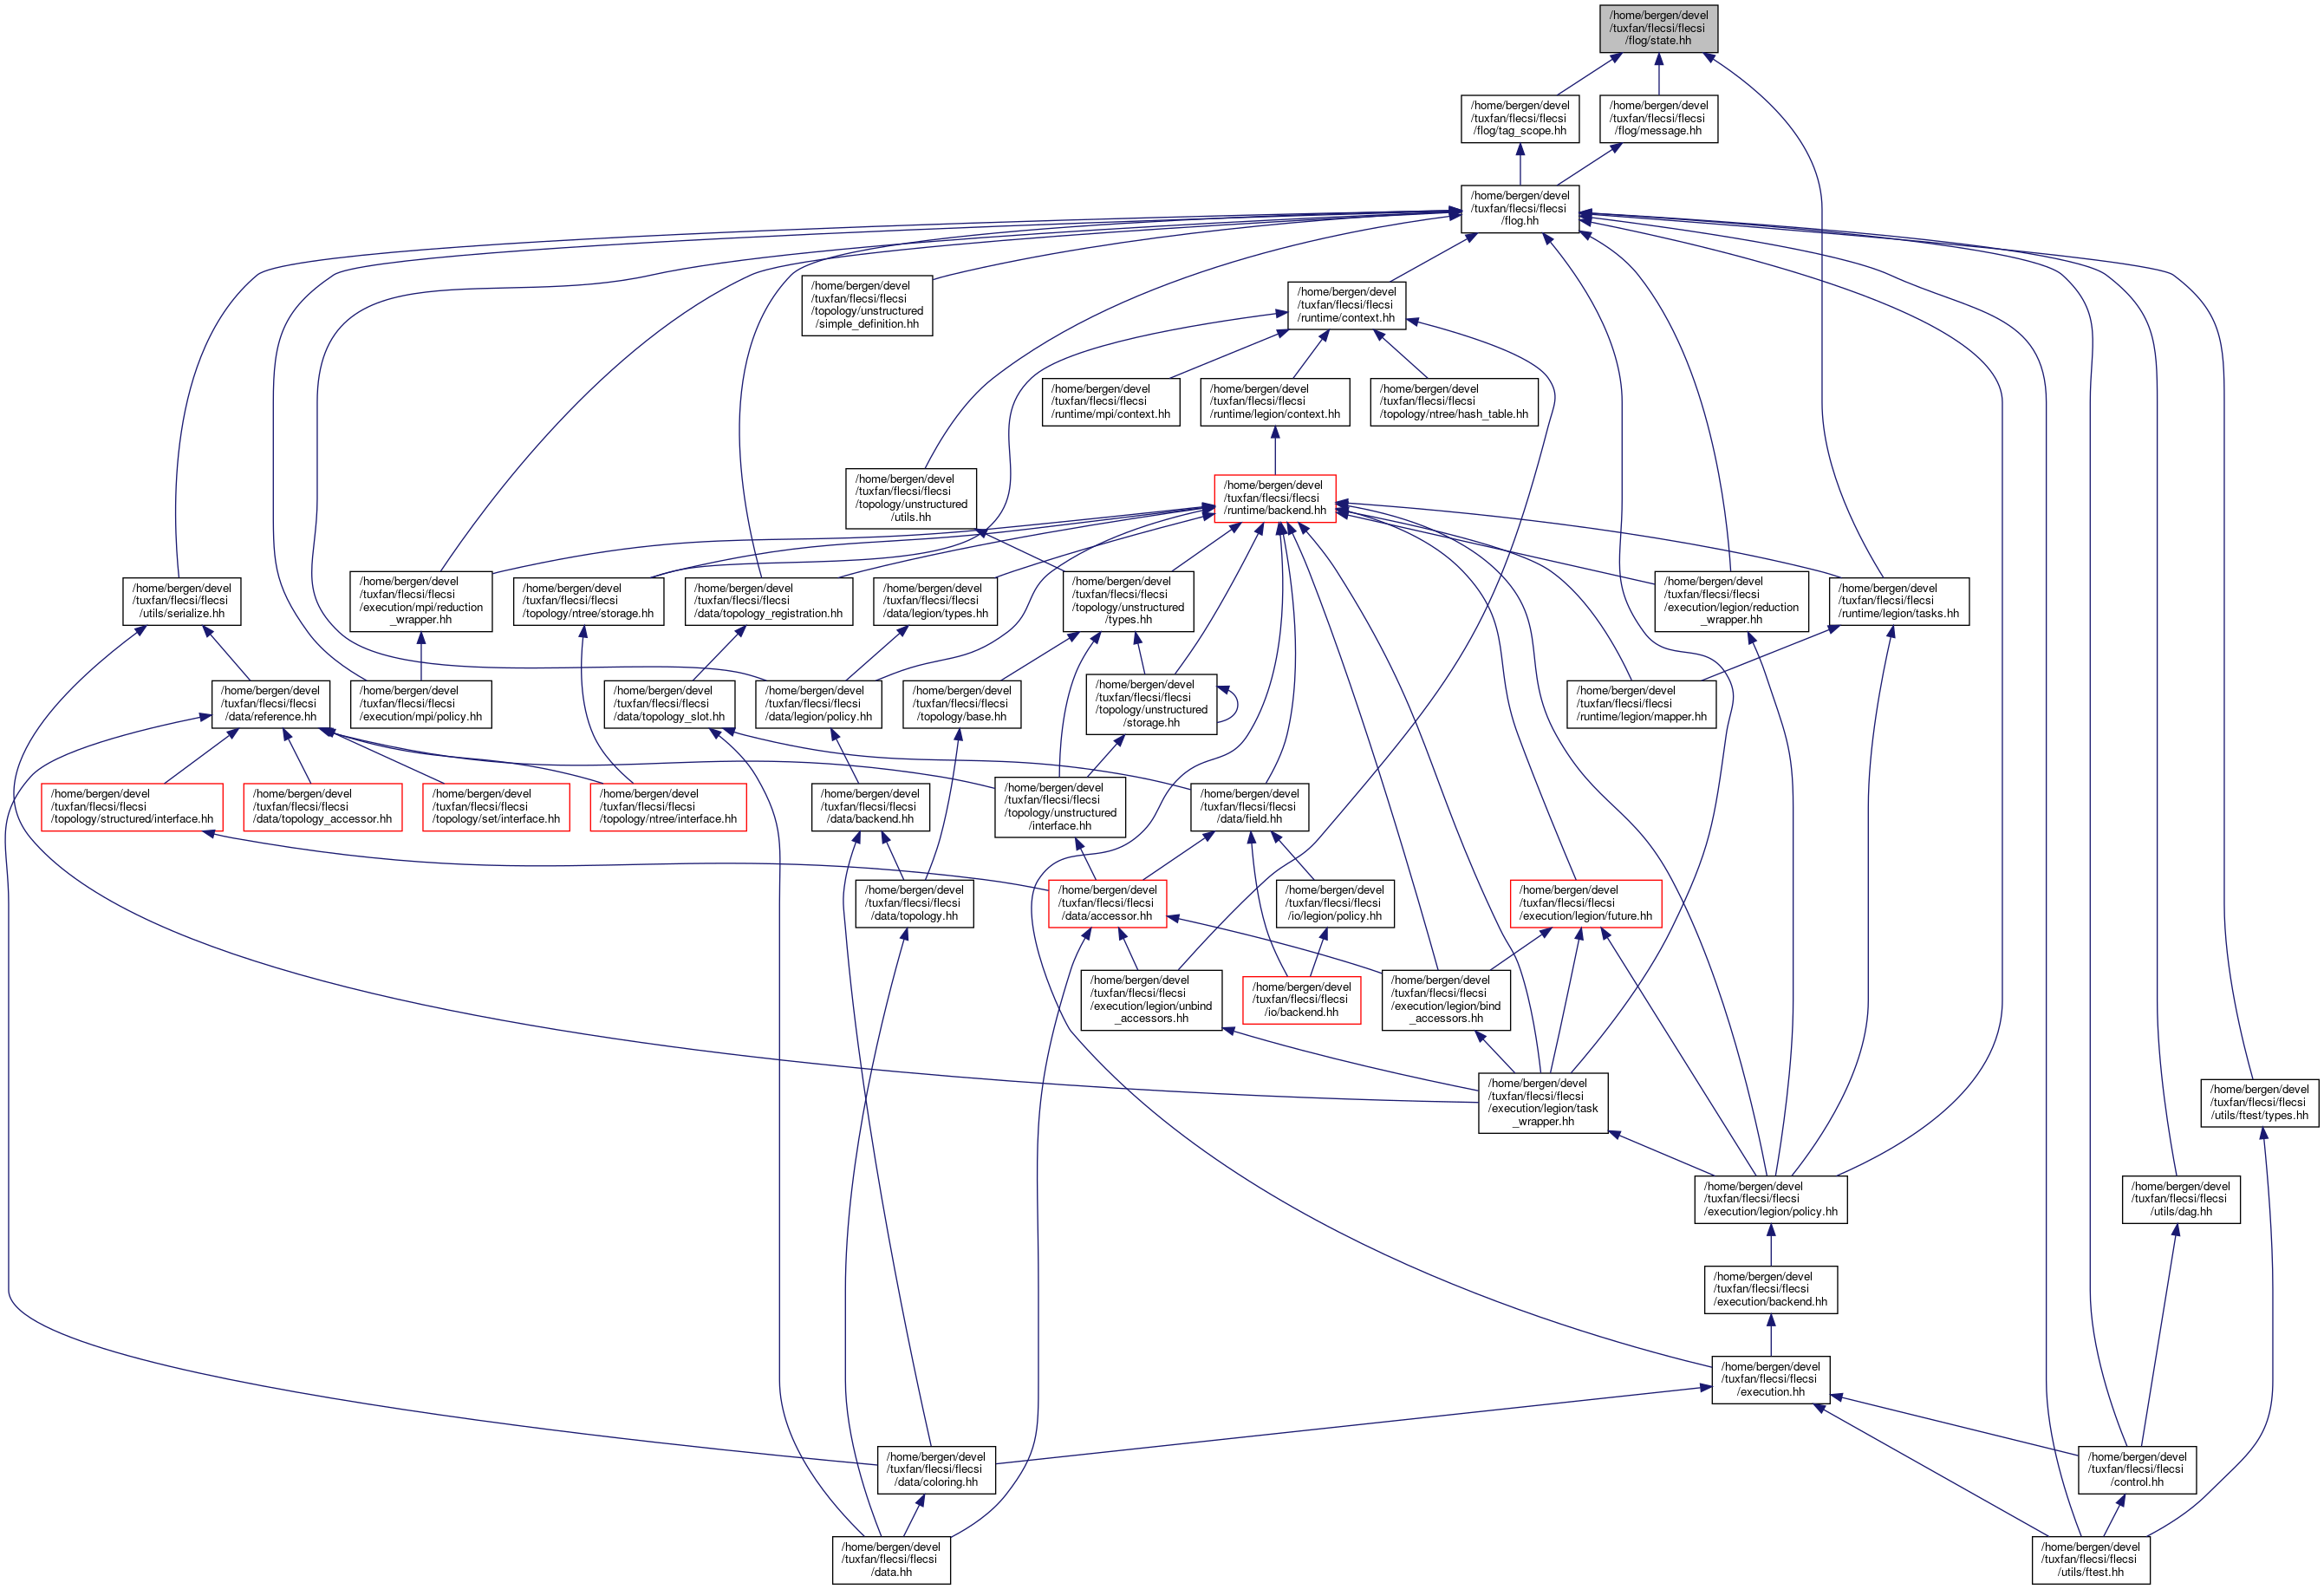 /home/bergen/devel
/tuxfan/flecsi/flecsi
/flog/state.hh
/home/bergen/devel
/tuxfan/flecsi/flecsi
/flog/tag_scope.hh
/home/bergen/devel
/tuxfan/flecsi/flecsi
/flog/message.hh
/home/bergen/devel
/tuxfan/flecsi/flecsi
/flog.hh
/home/bergen/devel
/tuxfan/flecsi/flecsi
/topology/unstructured
/simple_definition.hh
/home/bergen/devel
/tuxfan/flecsi/flecsi
/runtime/context.hh
/home/bergen/devel
/tuxfan/flecsi/flecsi
/runtime/mpi/context.hh
/home/bergen/devel
/tuxfan/flecsi/flecsi
/runtime/legion/context.hh
/home/bergen/devel
/tuxfan/flecsi/flecsi
/topology/ntree/hash_table.hh
/home/bergen/devel
/tuxfan/flecsi/flecsi
/topology/unstructured
/utils.hh
/home/bergen/devel
/tuxfan/flecsi/flecsi
/runtime/backend.hh
/home/bergen/devel
/tuxfan/flecsi/flecsi
/utils/serialize.hh
/home/bergen/devel
/tuxfan/flecsi/flecsi
/execution/mpi/reduction
_wrapper.hh
/home/bergen/devel
/tuxfan/flecsi/flecsi
/topology/ntree/storage.hh
/home/bergen/devel
/tuxfan/flecsi/flecsi
/data/topology_registration.hh
/home/bergen/devel
/tuxfan/flecsi/flecsi
/data/legion/types.hh
/home/bergen/devel
/tuxfan/flecsi/flecsi
/topology/unstructured
/types.hh
/home/bergen/devel
/tuxfan/flecsi/flecsi
/execution/legion/reduction
_wrapper.hh
/home/bergen/devel
/tuxfan/flecsi/flecsi
/runtime/legion/tasks.hh
/home/bergen/devel
/tuxfan/flecsi/flecsi
/data/reference.hh
/home/bergen/devel
/tuxfan/flecsi/flecsi
/execution/mpi/policy.hh
/home/bergen/devel
/tuxfan/flecsi/flecsi
/data/topology_slot.hh
/home/bergen/devel
/tuxfan/flecsi/flecsi
/data/legion/policy.hh
/home/bergen/devel
/tuxfan/flecsi/flecsi
/topology/base.hh
/home/bergen/devel
/tuxfan/flecsi/flecsi
/topology/unstructured
/storage.hh
/home/bergen/devel
/tuxfan/flecsi/flecsi
/runtime/legion/mapper.hh
/home/bergen/devel
/tuxfan/flecsi/flecsi
/topology/structured/interface.hh
/home/bergen/devel
/tuxfan/flecsi/flecsi
/data/topology_accessor.hh
/home/bergen/devel
/tuxfan/flecsi/flecsi
/topology/set/interface.hh
/home/bergen/devel
/tuxfan/flecsi/flecsi
/topology/ntree/interface.hh
/home/bergen/devel
/tuxfan/flecsi/flecsi
/data/backend.hh
/home/bergen/devel
/tuxfan/flecsi/flecsi
/topology/unstructured
/interface.hh
/home/bergen/devel
/tuxfan/flecsi/flecsi
/data/field.hh
/home/bergen/devel
/tuxfan/flecsi/flecsi
/data/topology.hh
/home/bergen/devel
/tuxfan/flecsi/flecsi
/data/accessor.hh
/home/bergen/devel
/tuxfan/flecsi/flecsi
/io/legion/policy.hh
/home/bergen/devel
/tuxfan/flecsi/flecsi
/execution/legion/future.hh
/home/bergen/devel
/tuxfan/flecsi/flecsi
/execution/legion/unbind
_accessors.hh
/home/bergen/devel
/tuxfan/flecsi/flecsi
/io/backend.hh
/home/bergen/devel
/tuxfan/flecsi/flecsi
/execution/legion/bind
_accessors.hh
/home/bergen/devel
/tuxfan/flecsi/flecsi
/execution/legion/task
_wrapper.hh
/home/bergen/devel
/tuxfan/flecsi/flecsi
/utils/ftest/types.hh
/home/bergen/devel
/tuxfan/flecsi/flecsi
/execution/legion/policy.hh
/home/bergen/devel
/tuxfan/flecsi/flecsi
/utils/dag.hh
/home/bergen/devel
/tuxfan/flecsi/flecsi
/execution/backend.hh
/home/bergen/devel
/tuxfan/flecsi/flecsi
/execution.hh
/home/bergen/devel
/tuxfan/flecsi/flecsi
/data/coloring.hh
/home/bergen/devel
/tuxfan/flecsi/flecsi
/control.hh
/home/bergen/devel
/tuxfan/flecsi/flecsi
/data.hh
/home/bergen/devel
/tuxfan/flecsi/flecsi
/utils/ftest.hh